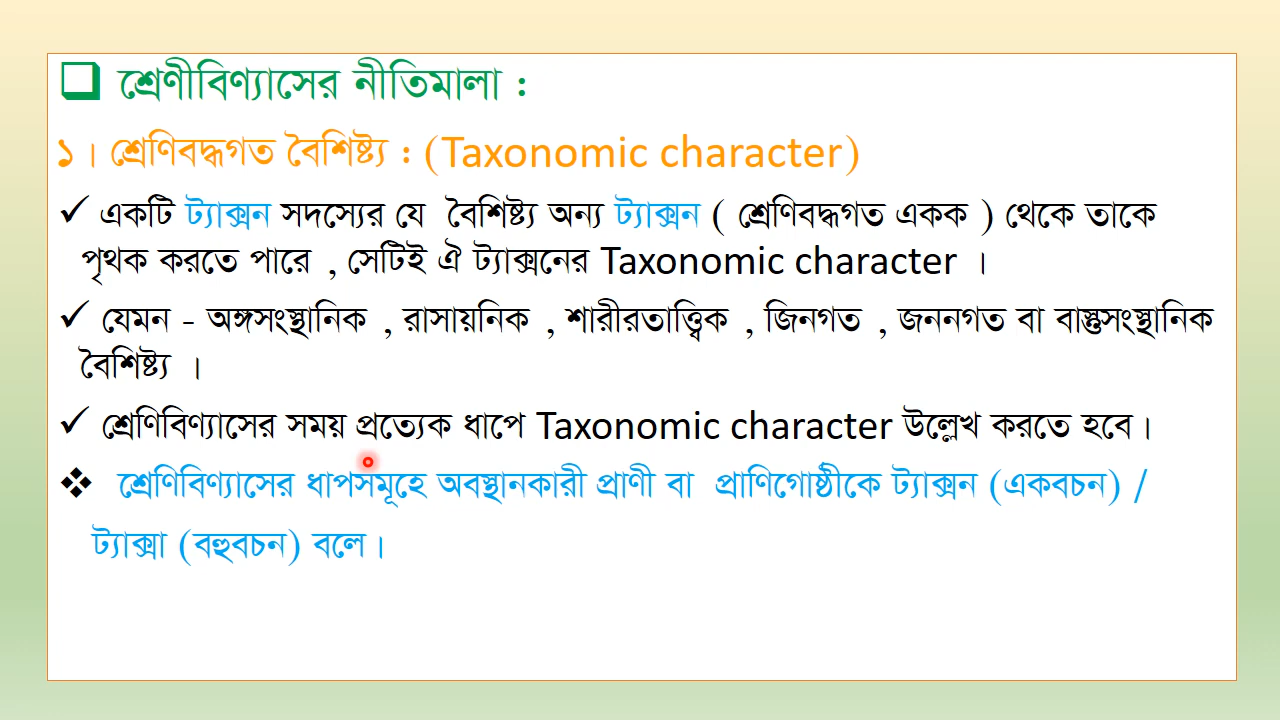 ❑ শ্রেণীবিণ্যাসের নীতিমালা :
১। শ্রেণিবদ্ধগত বৈশিষ্ট্য : (Taxonomic character)
✓ একটি ট্যাক্সন সদস্যের যে বৈশিষ্ট্য অন্য ট্যাক্সন ( শ্রেণিবদ্ধগত একক ) থেকে তাকে
পৃথক করতে পারে , সেটিই ঐ ট্যাক্সনের Taxonomic character ।
✓ যেমন - অঙ্গসংস্থানিক , রাসায়নিক , শারীরতাত্ত্বিক , জিনগত , জননগত বা বাস্তুসংস্থানিক
বৈশিষ্ট্য ।
✓ শ্রেণিবিণ্যাসের সময় প্রত্যেক ধাপে Taxonomic character উল্লেখ করতে হবে।
❖ শ্রেণিবিণ্যাসের ধাপসমূহে অবস্থানকারী প্রাণী বা প্রাণিগোষ্ঠীকে ট্যাক্সন (একবচন) /
ট্যাক্সা (বহুবচন) বলে।